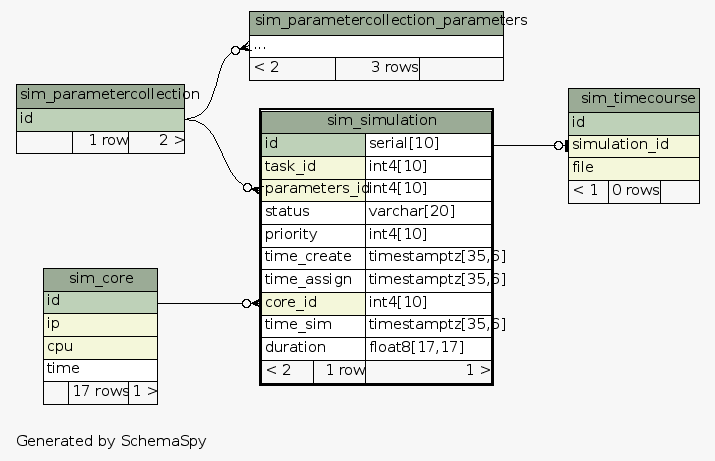 sim_parametercollection_parameters
...
< 2 3 rows
sim_parametercollection
id
1 row 2 >
sim_simulation
id serial[10]
task_id int4[10]
parameters_id int4[10]
status varchar[20]
priority int4[10]
time_create timestamptz[35,6]
time_assign timestamptz[35,6]
core_id int4[10]
time_sim timestamptz[35,6]
duration float8[17,17]
< 2 1 row 1 >
sim_timecourse
id
simulation_id
file
< 1 0 rows
sim_core
id
ip
cpu
time
17 rows 1 >
Generated by SchemaSpy